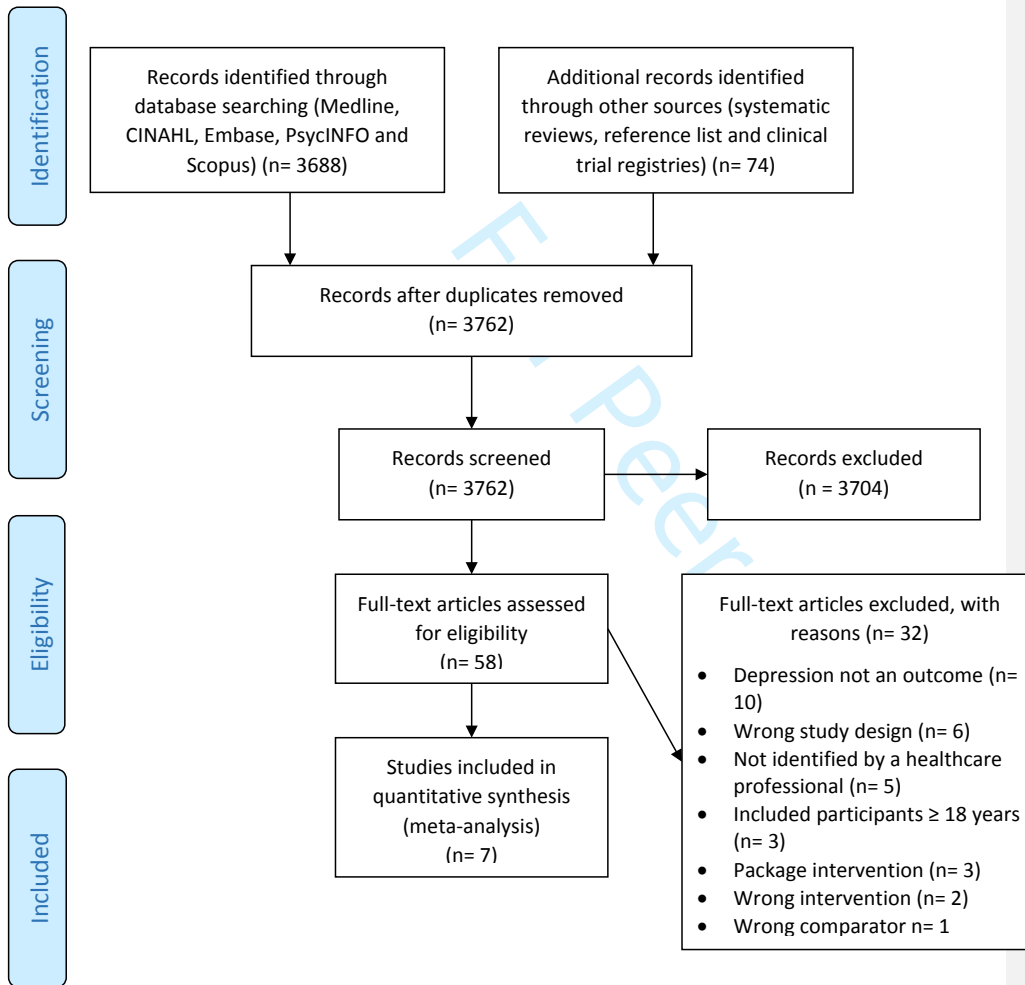 Identification
Records identified through
database searching (Medline,
CINAHL, Embase, PsycINFO and
Scopus) (n= 3688)
Additional records identified
through other sources (systematic
reviews, reference list and clinical
trial registries) (n= 74)
Screening
Records after duplicates removed
(n= 3762)
Records screened
(n= 3762)
Records excluded
(n = 3704)
Eligibility
Full-text articles assessed
for eligibility
(n= 58)
Full-text articles excluded, with
reasons (n= 32)
• Depression not an outcome (n=
10)
• Wrong study design (n= 6)
• Not identified by a healthcare
professional (n= 5)
• Included participants ≥ 18 years
(n= 3)
• Package intervention (n= 3)
• Wrong intervention (n= 2)
• Wrong comparator n= 1
Included
Studies included in
quantitative synthesis
(meta-analysis)
(n= 7)
Peer